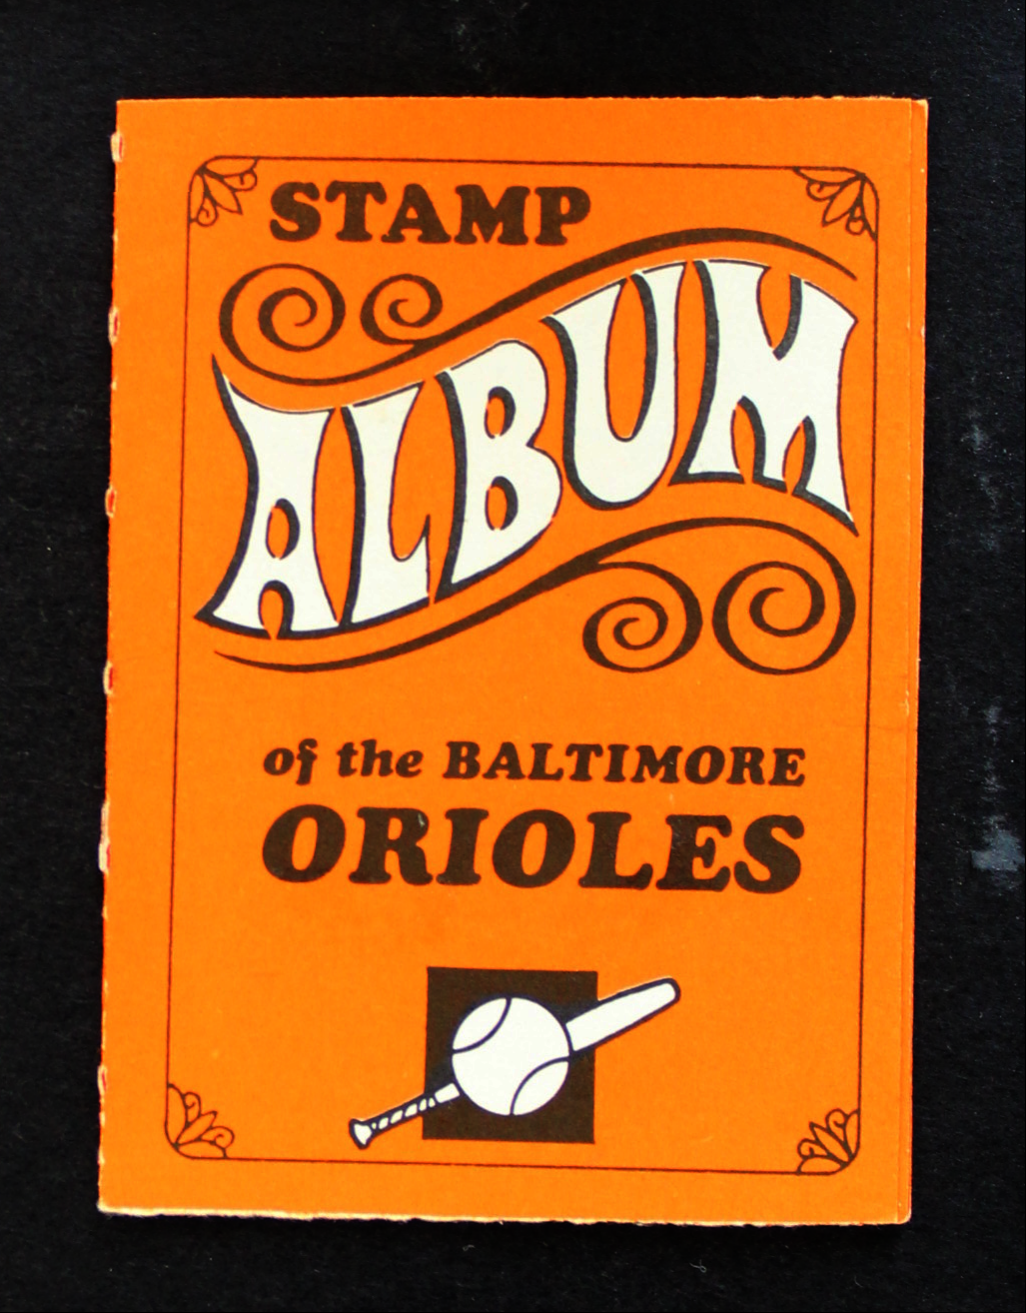 STAMP
ALBUM
of the BALTIMORE
ORIOLES